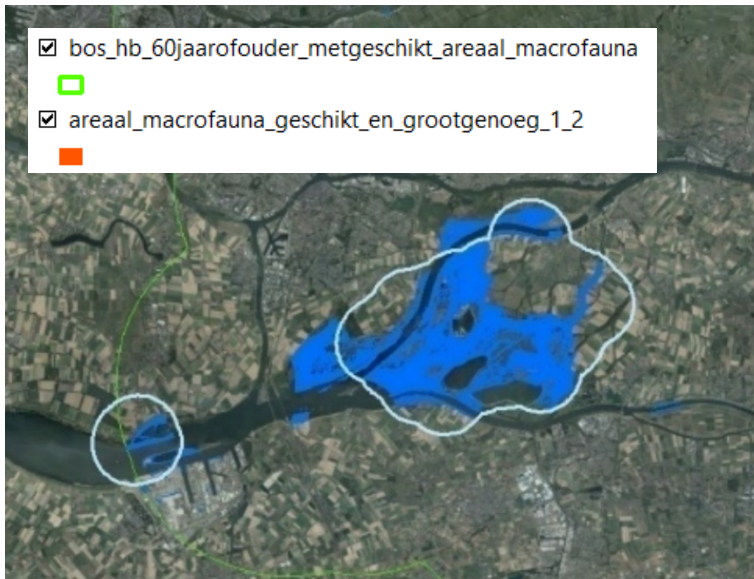 bos_hb_60jaarofouder_metgeschikt_areaal_macrofauna
areaal_macrofauna_geschikt_en_grootgenoeg_1_2